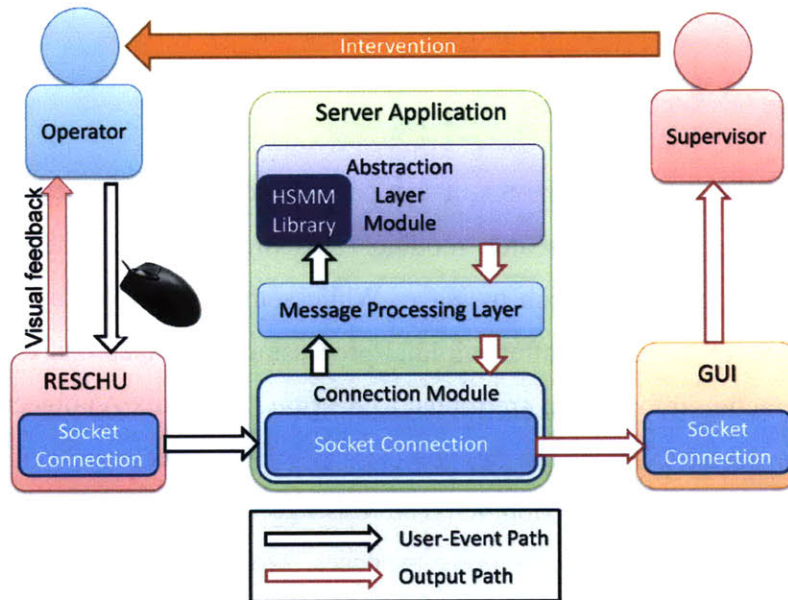 Intervention
Operator
Supervisor
Server Application
Abstraction
Layer
Module
HSMM
Library
Visual feedback
Message Processing Layer
RESCHU
Socket
Connection
Connection Module
Socket Connection
GUI
Socket
Connection
User-Event Path
Output Path